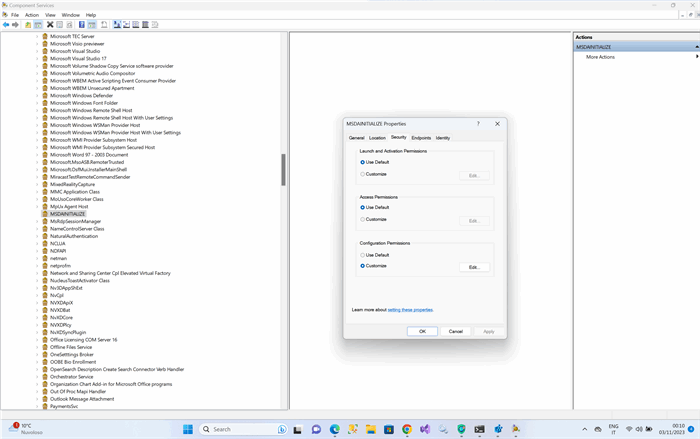 Component Services
File Action View Window Help
Microsoft TEC Server
Microsoft Visio previewer
Microsoft Visual Studio
Microsoft Visual Studio 17
Microsoft Volume Shadow Copy Service software provider
Microsoft Volumetric Audio Compositor
Microsoft WBEM Active Scripting Event Consumer Provider
Microsoft WBEM Unsecured Apartment
Microsoft Windows Defender
Microsoft Windows Font Folder
Microsoft Windows Remote Shell Host
Microsoft Windows Remote Shell Host With User Settings
Microsoft Windows WSMan Provider Host
Microsoft Windows WSMan Provider Host With User Settings
Microsoft WMI Provider Subsystem Host
Microsoft WMI Provider Subsystem Secured Host
Microsoft Word 97 - 2003 Document
Microsoft.MsoASB.RemoterTrusted
Microsoft.OsfMui.InstallerMainShell
MiracastTestRemoteCommandSender
MixedRealityCapture
MMC Application Class
MoUsoCoreWorker Class
MpUx Agent Host
MSDAINITIALIZE
MsRdpSessionManager
NameControlServer Class
NaturalAuthentication
NCLUA
NDFAPI
netman
netprofm
Network and Sharing Center Cpl Elevated Virtual Factory
NucleusToastActivator Class
Nv3DAppShExt
NvCpl
NVXDApiX
NVXDBat
NVXDCore
NVXDPlcy
NvXDSyncPlugin
Office Licensing COM Server 16
Offline Files Service
OneSettings Broker
OOBE Bio Enrollment
OpenSearch Description Create Search Connector Verb Handler
Orchestrator Service
Organization Chart Add-in for Microsoft Office programs
Out Of Proc Mapi Handler
Outlook Message Attachment
PaymentsSvc
MSDAINITIALIZE Properties
General Location Security Endpoints Identity
Launch and Activation Permissions
Use Default
Customize
Edit...
Access Permissions
Use Default
Customize
Edit...
Configuration Permissions
Use Default
Customize
Edit...
Learn more about setting these properties.
OK Cancel Apply
Actions
MSDAINITIALIZE
More Actions
10°C
Nuvoloso
Search
ENG
IT
00:10
03/11/2023